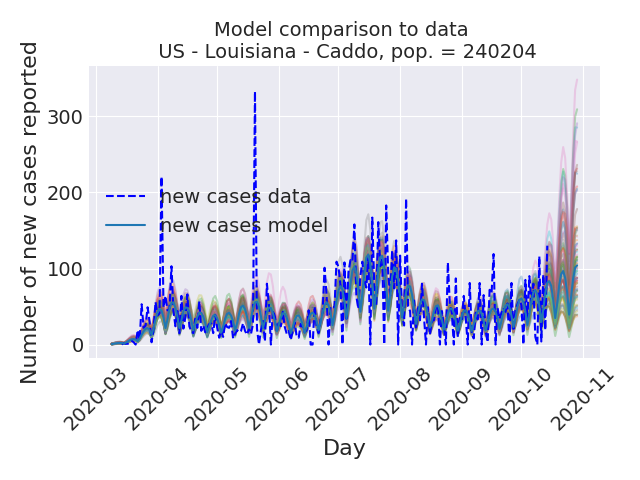 Model comparison to data
US - Louisiana - Caddo, pop. = 240204
Number of new cases reported
300
200
100
0
new cases data
new cases model
2020-03
2020-04
2020-05
2020-06
2020-07
2020-08
2020-09
2020-10
2020-11
Day